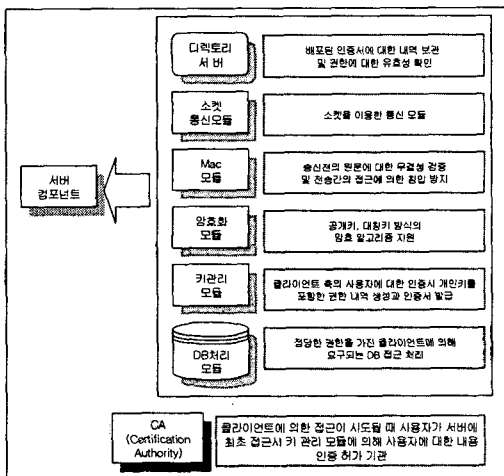 디렉토리
서버
배포된 인증서에 대한 내역 보관
및 권한에 대한 유효성 확인
소켓
통신모듈
소켓을 이용한 통신 모듈
Mac
모듈
송신전의 원문에 대한 무결성 검증
및 전송간의 접근에 의한 침입 방지
서버
컴포넌트
암호화
모듈
공개키, 대칭키 방식의
암호 알고리즘 지원
키관리
모듈
클라이언트 측의 사용자에 대한 인증시 개인키를
포함한 권한 내역 생성과 인증서 발급
DB처리
모듈
정당한 권한을 가진 클라이언트에 의해
요구되는 DB 접근 처리
CA
(Certification
Authority)
클라이언트에 의한 접근이 시도될 때 사용자가 서버에
최초 접근시 키 관리 모듈에 의해 사용자에 대한 내용
인증 허가 기관